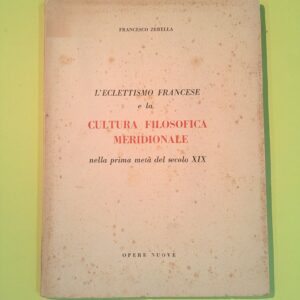 FRANCESCO ZERELLA
L'ECLETTISMO FRANCESE
e la
CULTURA FILOSOFICA
MERIDIONALE
nella prima metà del secolo XIX
OPERE NUOVE